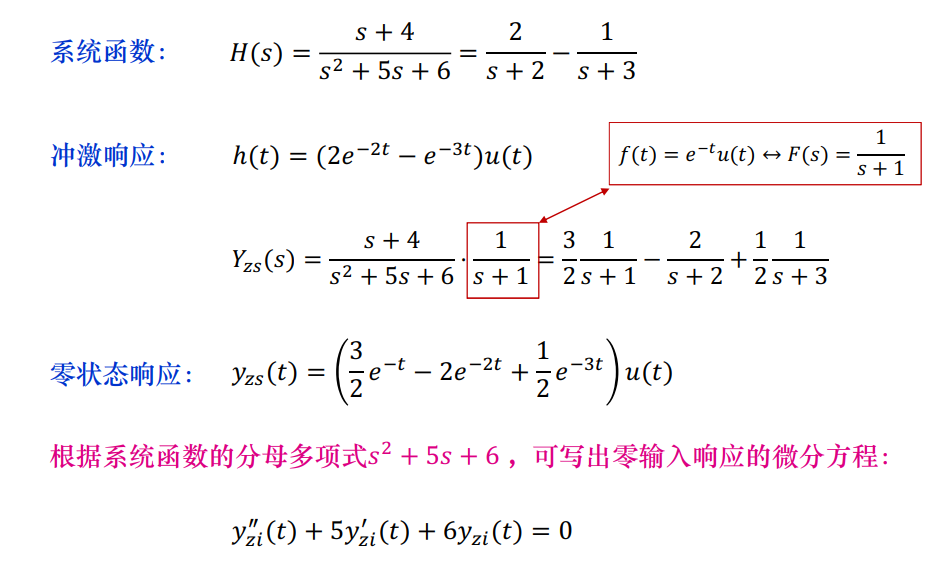 系统函数： H(s) = \frac{s + 4}{s^2 + 5s + 6} = \frac{2}{s + 2} - \frac{1}{s + 3}
冲激响应： h(t) = (2e^{-2t} - e^{-3t})u(t)
f(t) = e^{-t}u(t) ↔ F(s) = \frac{1}{s + 1}
Y_{zs}(s) = \frac{s + 4}{s^2 + 5s + 6} · \frac{1}{s + 1} = \frac{3}{2}\frac{1}{s + 1} - \frac{2}{s + 2} + \frac{1}{2}\frac{1}{s + 3}
零状态响应： y_{zs}(t) = \left(\frac{3}{2}e^{-t} - 2e^{-2t} + \frac{1}{2}e^{-3t}\right)u(t)
根据系统函数的分母多项式s^2 + 5s + 6，可写出零输入响应的微分方程：
y''_{zi}(t) + 5y'_{zi}(t) + 6y_{zi}(t) = 0